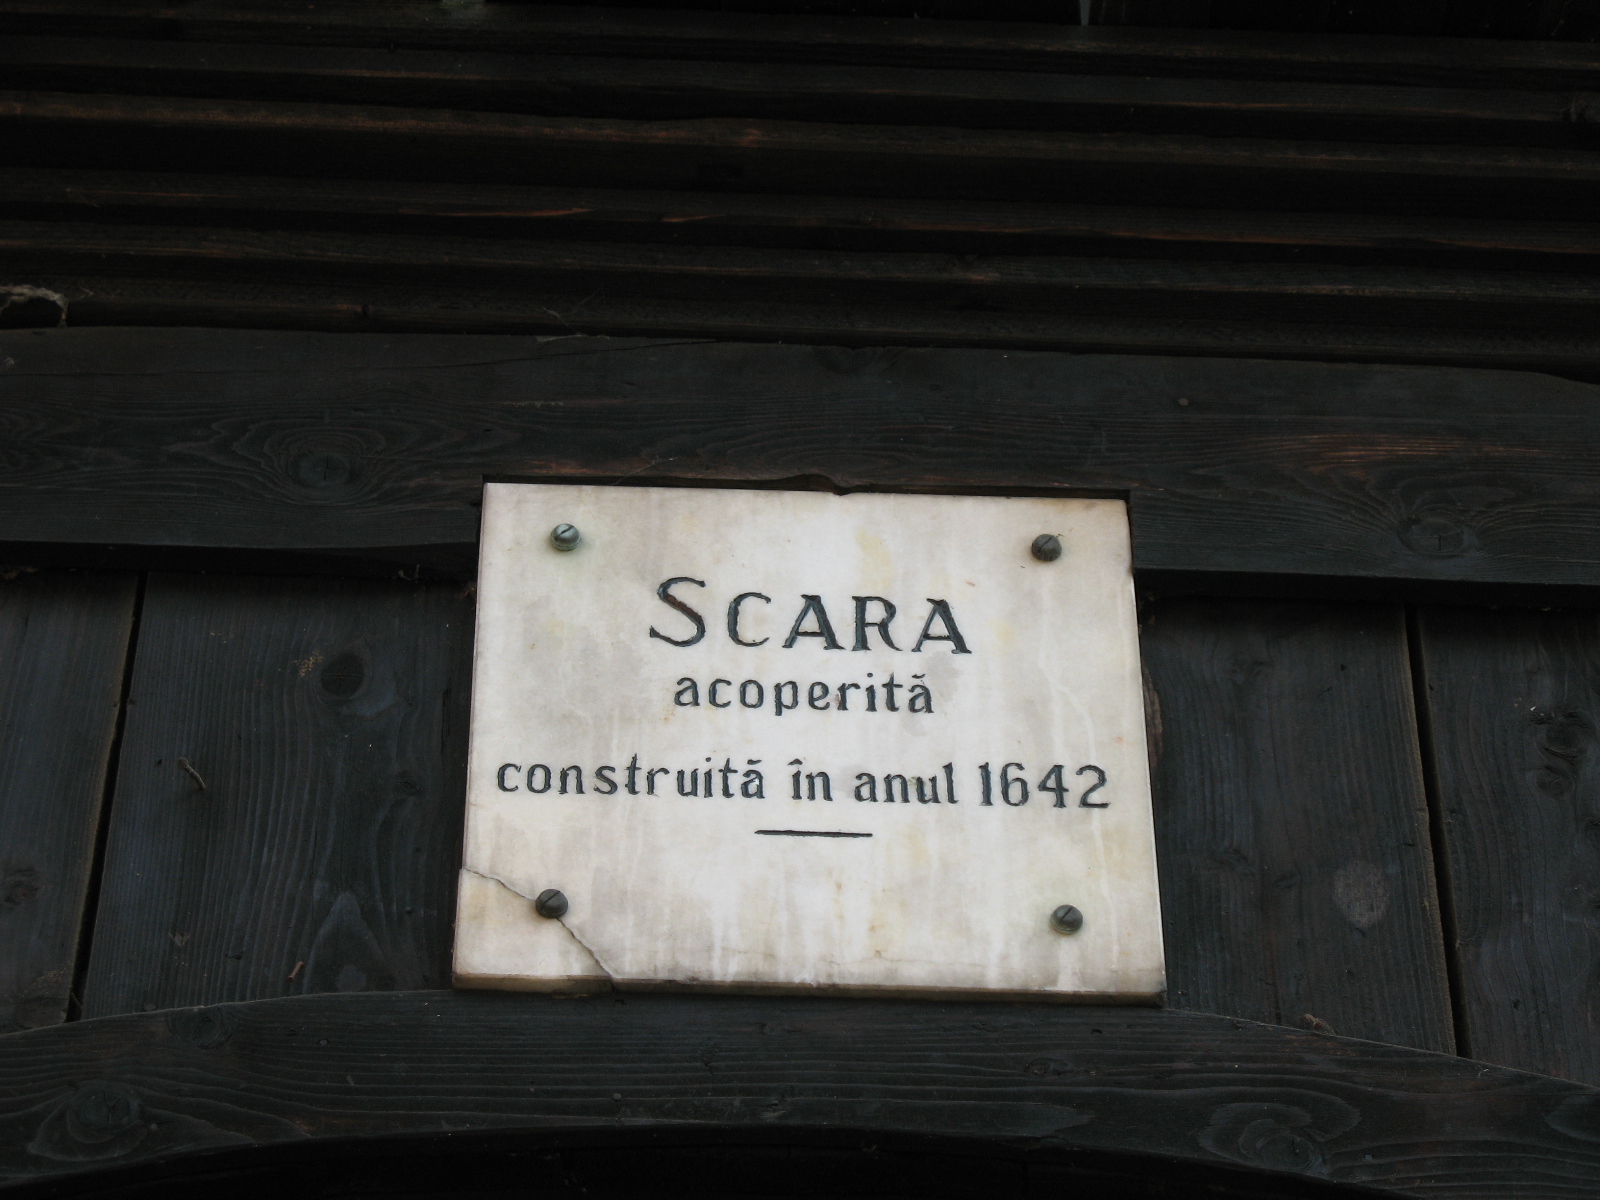 SCARA
acoperită
construită în anul 1642